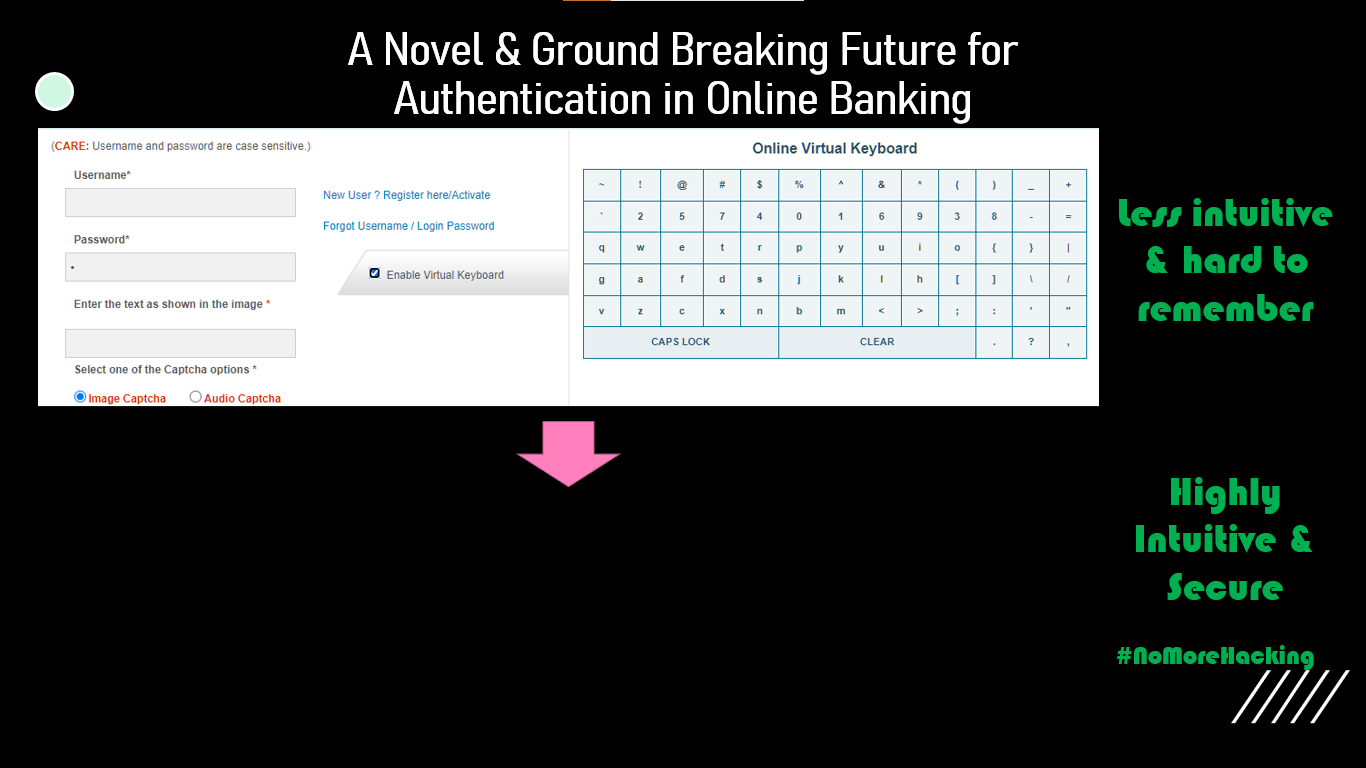 A Novel & Ground Breaking Future for
Authentication in Online Banking
(CARE: Username and password are case sensitive.)
Username*
New User ? Register here/Activate
Forgot Username / Login Password
Password*
Enable Virtual Keyboard
Enter the text as shown in the image *
Select one of the Captcha options *
Image Captcha Audio Captcha
Online Virtual Keyboard
~ ! @ # $ % ^ & * ( ) _ +
` 2 5 7 4 0 1 6 9 3 8 - =
q w e t r p y u i o { } |
g a f d s j k l h [ ] \ /
v z c x n b m < > ; : ' "
CAPS LOCK CLEAR . ? ,
Less intuitive
& hard to
remember
Highly
Intuitive &
Secure
#NoMoreHacking